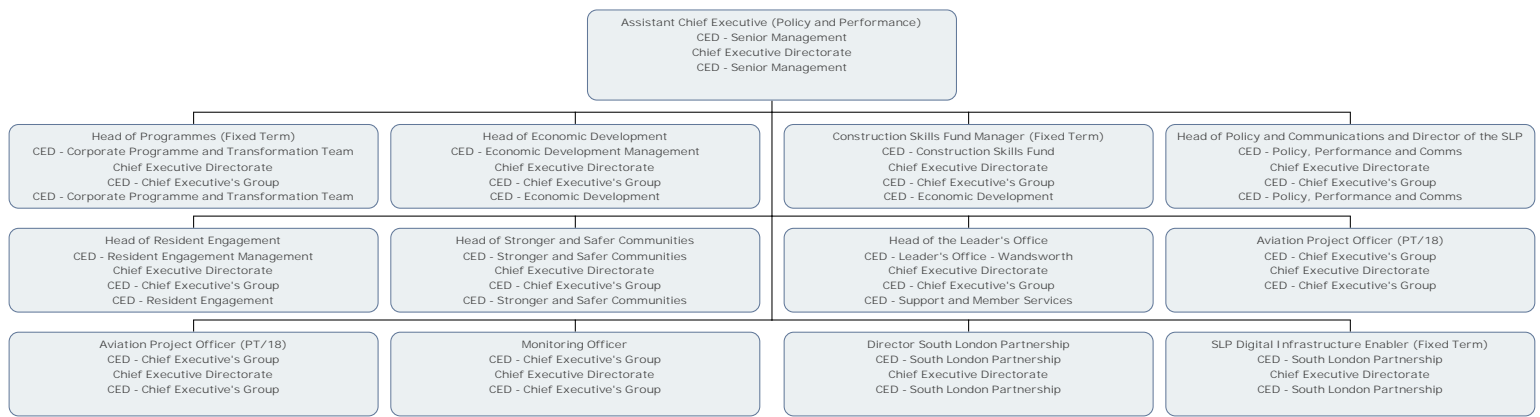 Assistant Chief Executive (Policy and Performance)
CED - Senior Management
Chief Executive Directorate
CED - Senior Management
Head of Programmes (Fixed Term)
CED - Corporate Programme and Transformation Team
Chief Executive Directorate
CED - Chief Executive's Group
CED - Corporate Programme and Transformation Team
Head of Economic Development
CED - Economic Development Management
Chief Executive Directorate
CED - Chief Executive's Group
CED - Economic Development
Construction Skills Fund Manager (Fixed Term)
CED - Construction Skills Fund
Chief Executive Directorate
CED - Chief Executive's Group
CED - Economic Development
Head of Policy and Communications and Director of the SLP
CED - Policy, Performance and Comms
Chief Executive Directorate
CED - Chief Executive's Group
CED - Policy, Performance and Comms
Head of Resident Engagement
CED - Resident Engagement Management
Chief Executive Directorate
CED - Chief Executive's Group
CED - Resident Engagement
Head of Stronger and Safer Communities
CED - Stronger and Safer Communities
Chief Executive Directorate
CED - Chief Executive's Group
CED - Stronger and Safer Communities
Head of the Leader's Office
CED - Leader's Office - Wandsworth
Chief Executive Directorate
CED - Chief Executive's Group
CED - Support and Member Services
Aviation Project Officer (PT/18)
CED - Chief Executive's Group
Chief Executive Directorate
CED - Chief Executive's Group
Aviation Project Officer (PT/18)
CED - Chief Executive's Group
Chief Executive Directorate
CED - Chief Executive's Group
Monitoring Officer
CED - Chief Executive's Group
Chief Executive Directorate
CED - Chief Executive's Group
Director South London Partnership
CED - South London Partnership
Chief Executive Directorate
CED - South London Partnership
SLP Digital Infrastructure Enabler (Fixed Term)
CED - South London Partnership
Chief Executive Directorate
CED - South London Partnership